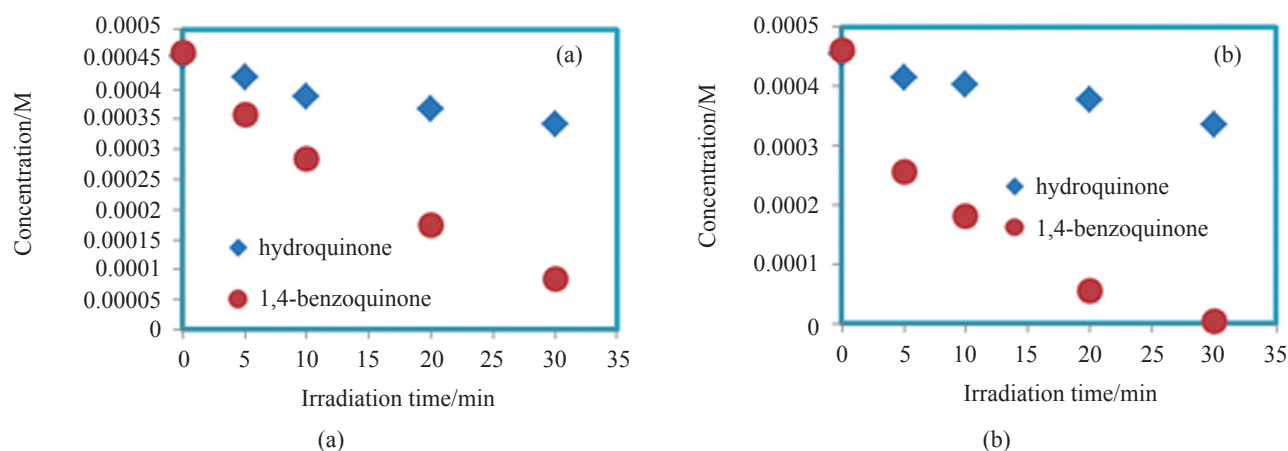 0.0005
0.00045
0.0004
0.00035
0.0003
0.00025
0.0002
0.00015
0.0001
0.00005
0
Concentration/M
(a)
hydroquinone
1,4-benzoquinone
0 5 10 15 20 25 30 35
Irradiation time/min
(a)
0.0005
0.0004
0.0003
0.0002
0.0001
0
Concentration/M
(b)
hydroquinone
1,4-benzoquinone
0 5 10 15 20 25 30 35
Irradiation time/min
(b)